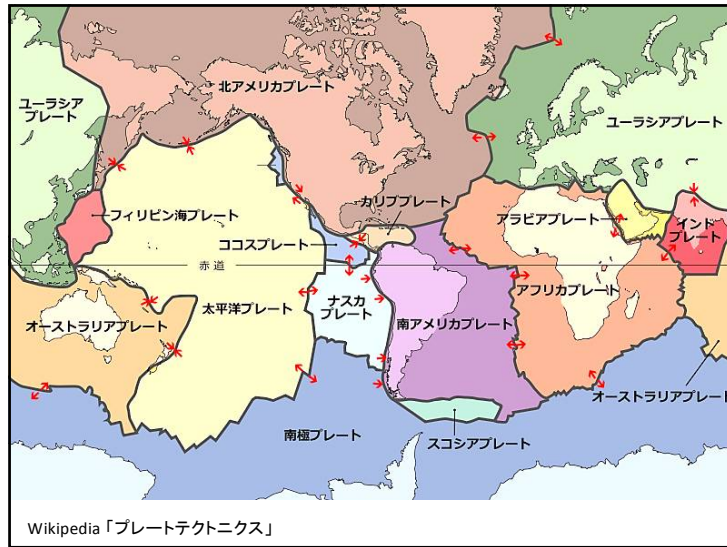 北アメリカプレート
ユーラシア
プレート
ユーラシアプレート
カリブプレート
フィリピン海プレート
アラビアプレート
インド
プレート
ココスプレート
赤道
ナスカ
プレート
太平洋プレート
アフリカプレート
オーストラリアプレート
南アメリカプレート
オーストラリアプレート
南極プレート
スコシアプレート
Wikipedia 「プレートテクトニクス」